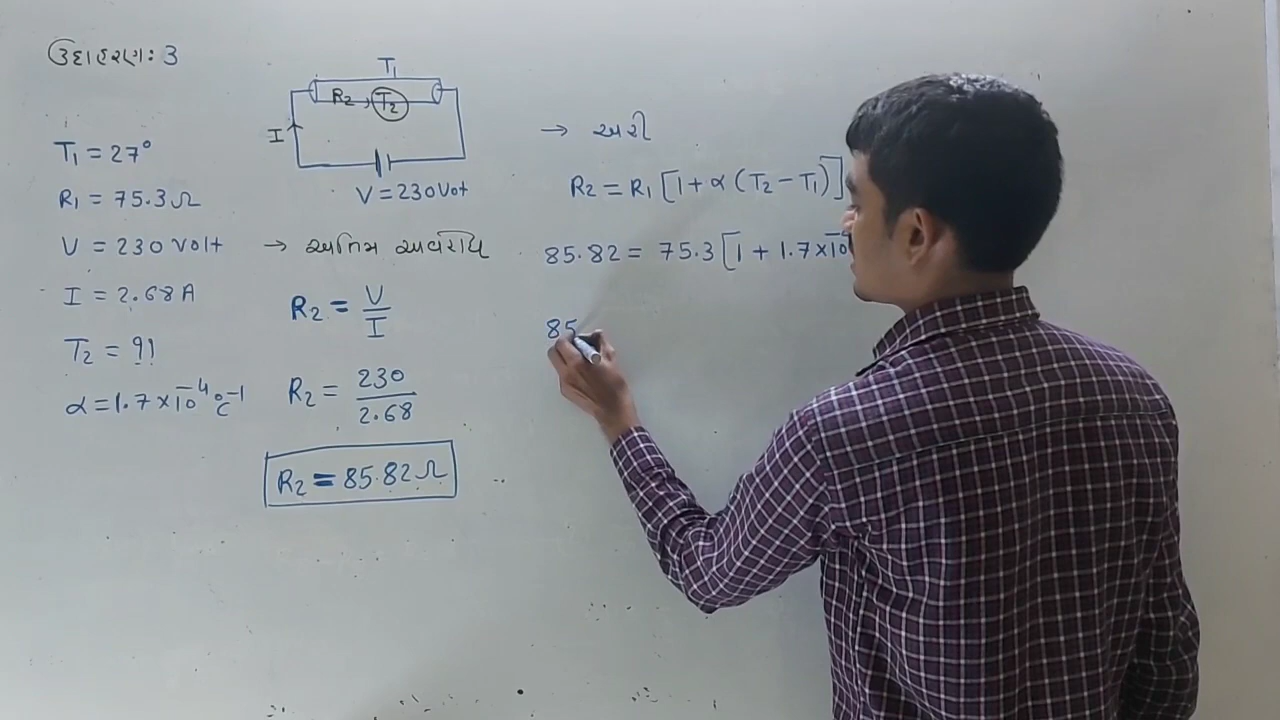 ઉદાહરણ: 3
T₁
R₂ → T₂
I
V = 230 Volt
T₁ = 27°
R₁ = 75.3 Ω
V = 230 volt
I = 2.68 A
T₂ = 91
α = 1.7 × 10⁻⁴ °C⁻¹
→ અંતિમ અવરોધ
R₂ = V/I
R₂ = 230/2.68
R₂ = 85.82 Ω
→
R₂ = R₁ [1 + α (T₂ − T₁)]
85.82 = 75.3 [1 + 1.7 × 10
85